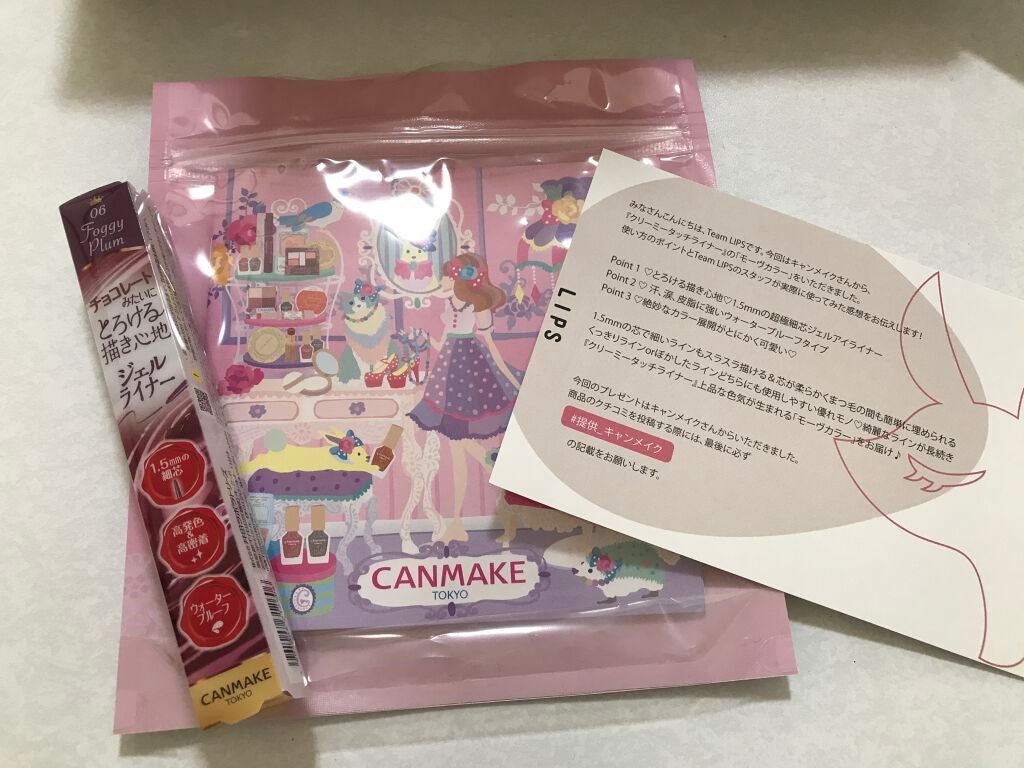 06
Foggy
Plum
チョコレート
みたいに
とろける
描き心地
ジェル
ライナー
1.5mmの
細芯
高発色
&
高密着
ウォーター
プルーフ
CANMAKE
TOKYO
CANMAKE
TOKYO
LIPS
みなさんこんにちは、Team LIPSです。今回はキャンメイクさんから、
『クリーミータッチライナー』の「モーヴカラー」をいただきました。
使い方のポイントとTeam LIPSのスタッフが実際に使ってみた感想をお伝えします!
Point 1 ♡とろける描き心地♡1.5mmの超極細芯ジェルアイライナー
Point 2 ♡ 汗、涙、皮脂に強いウォータープルーフタイプ
Point 3 ♡絶妙なカラー展開がとにかく可愛い♡
1.5mmの芯で細いラインもスラスラ描ける&芯が柔らかくまつ毛の間も簡単に埋められる
くっきりラインorぼかしたラインどちらにも使用しやすい優れモノ♡綺麗なラインが長続き
『クリーミータッチライナー』上品な色気が生まれる「モーヴカラー」をお届け♪
今回のプレゼントはキャンメイクさんからいただきました。
商品のクチコミを投稿する際には、最後に必ず
#提供_キャンメイク
の記載をお願いします。